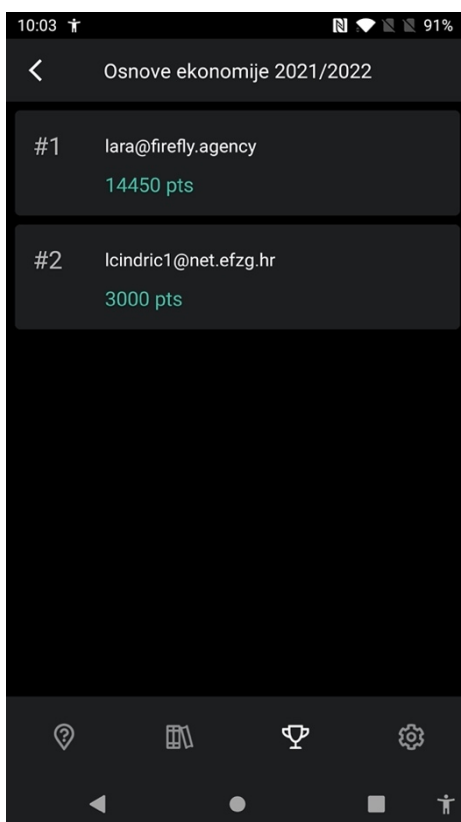 10:03 91%
Osnove ekonomije 2021/2022
#1 lara@firefly.agency
14450 pts
#2 lcindric1@net.efzg.hr
3000 pts